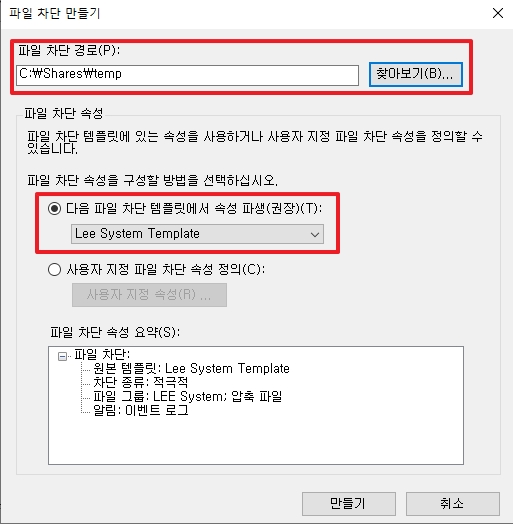 파일 차단 만들기
파일 차단 경로(P):
C:₩Shares₩temp
찾아보기(B)...
파일 차단 속성
파일 차단 템플릿에 있는 속성을 사용하거나 사용자 지정 파일 차단 속성을 정의할 수
있습니다.
파일 차단 속성을 구성할 방법을 선택하십시오.
다음 파일 차단 템플릿에서 속성 파생(권장)(T):
Lee System Template
사용자 지정 파일 차단 속성 정의(C):
사용자 지정 속성(R) ...
파일 차단 속성 요약(S):
파일 차단:
원본 템플릿: Lee System Template
차단 종류: 적극적
파일 그룹: LEE System; 압축 파일
알림: 이벤트 로그
만들기
취소